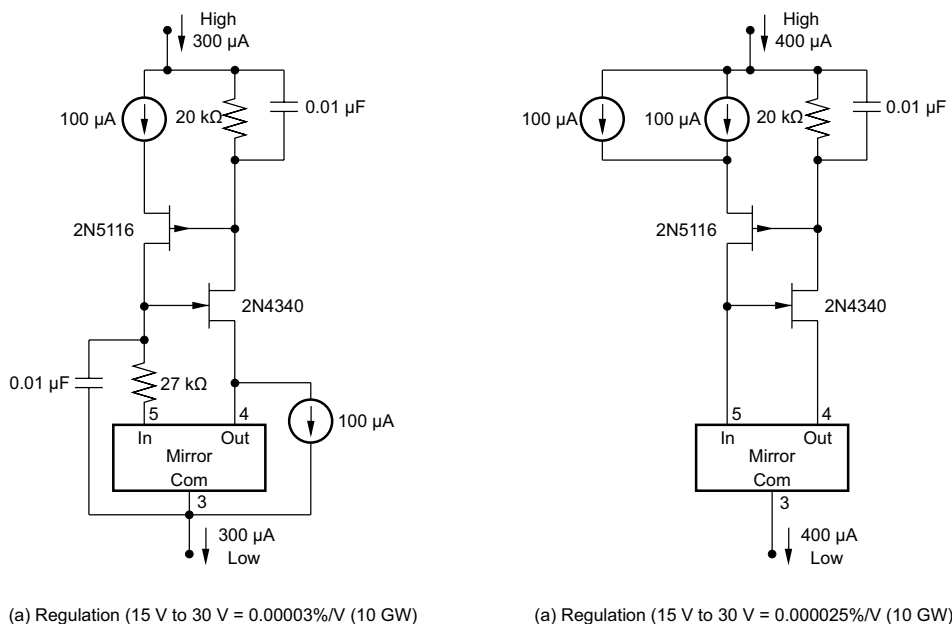 High
300 µA
100 µA
20 kΩ
0.01 µF
2N5116
2N4340
0.01 µF
27 kΩ
5
4
100 µA
In
Out
Mirror
Com
3
300 µA
Low
(a) Regulation (15 V to 30 V = 0.00003%/V (10 GW)
High
400 µA
100 µA
100 µA
20 kΩ
0.01 µF
2N5116
2N4340
5
4
In
Out
Mirror
Com
3
400 µA
Low
(a) Regulation (15 V to 30 V = 0.000025%/V (10 GW)